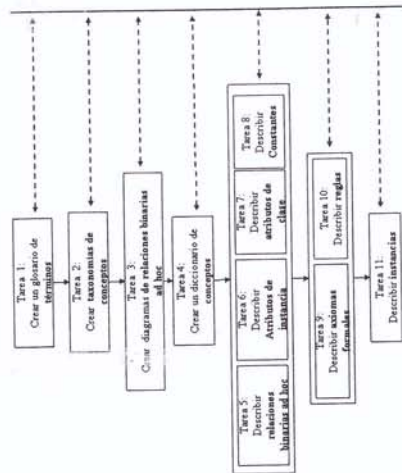 Tarea 1:
Crear un glosario de
términos
Tarea 2:
Crear taxonomías de
conceptos
Tarea 3:
Crear diagramas de relaciones binarias
ad hoc
Tarea 4:
Crear un diccionario de
conceptos
Tarea 5:
Describir
relaciones
binarias ad hoc
Tarea 6:
Describir
Atributos de
instancia
Tarea 7:
Describir
atributos de
clase
Tarea 8:
Describir
Constantes
Tarea 9:
Describir axiomas
formales
Tarea 10:
Describir reglas
Tarea 11:
Describir instancias